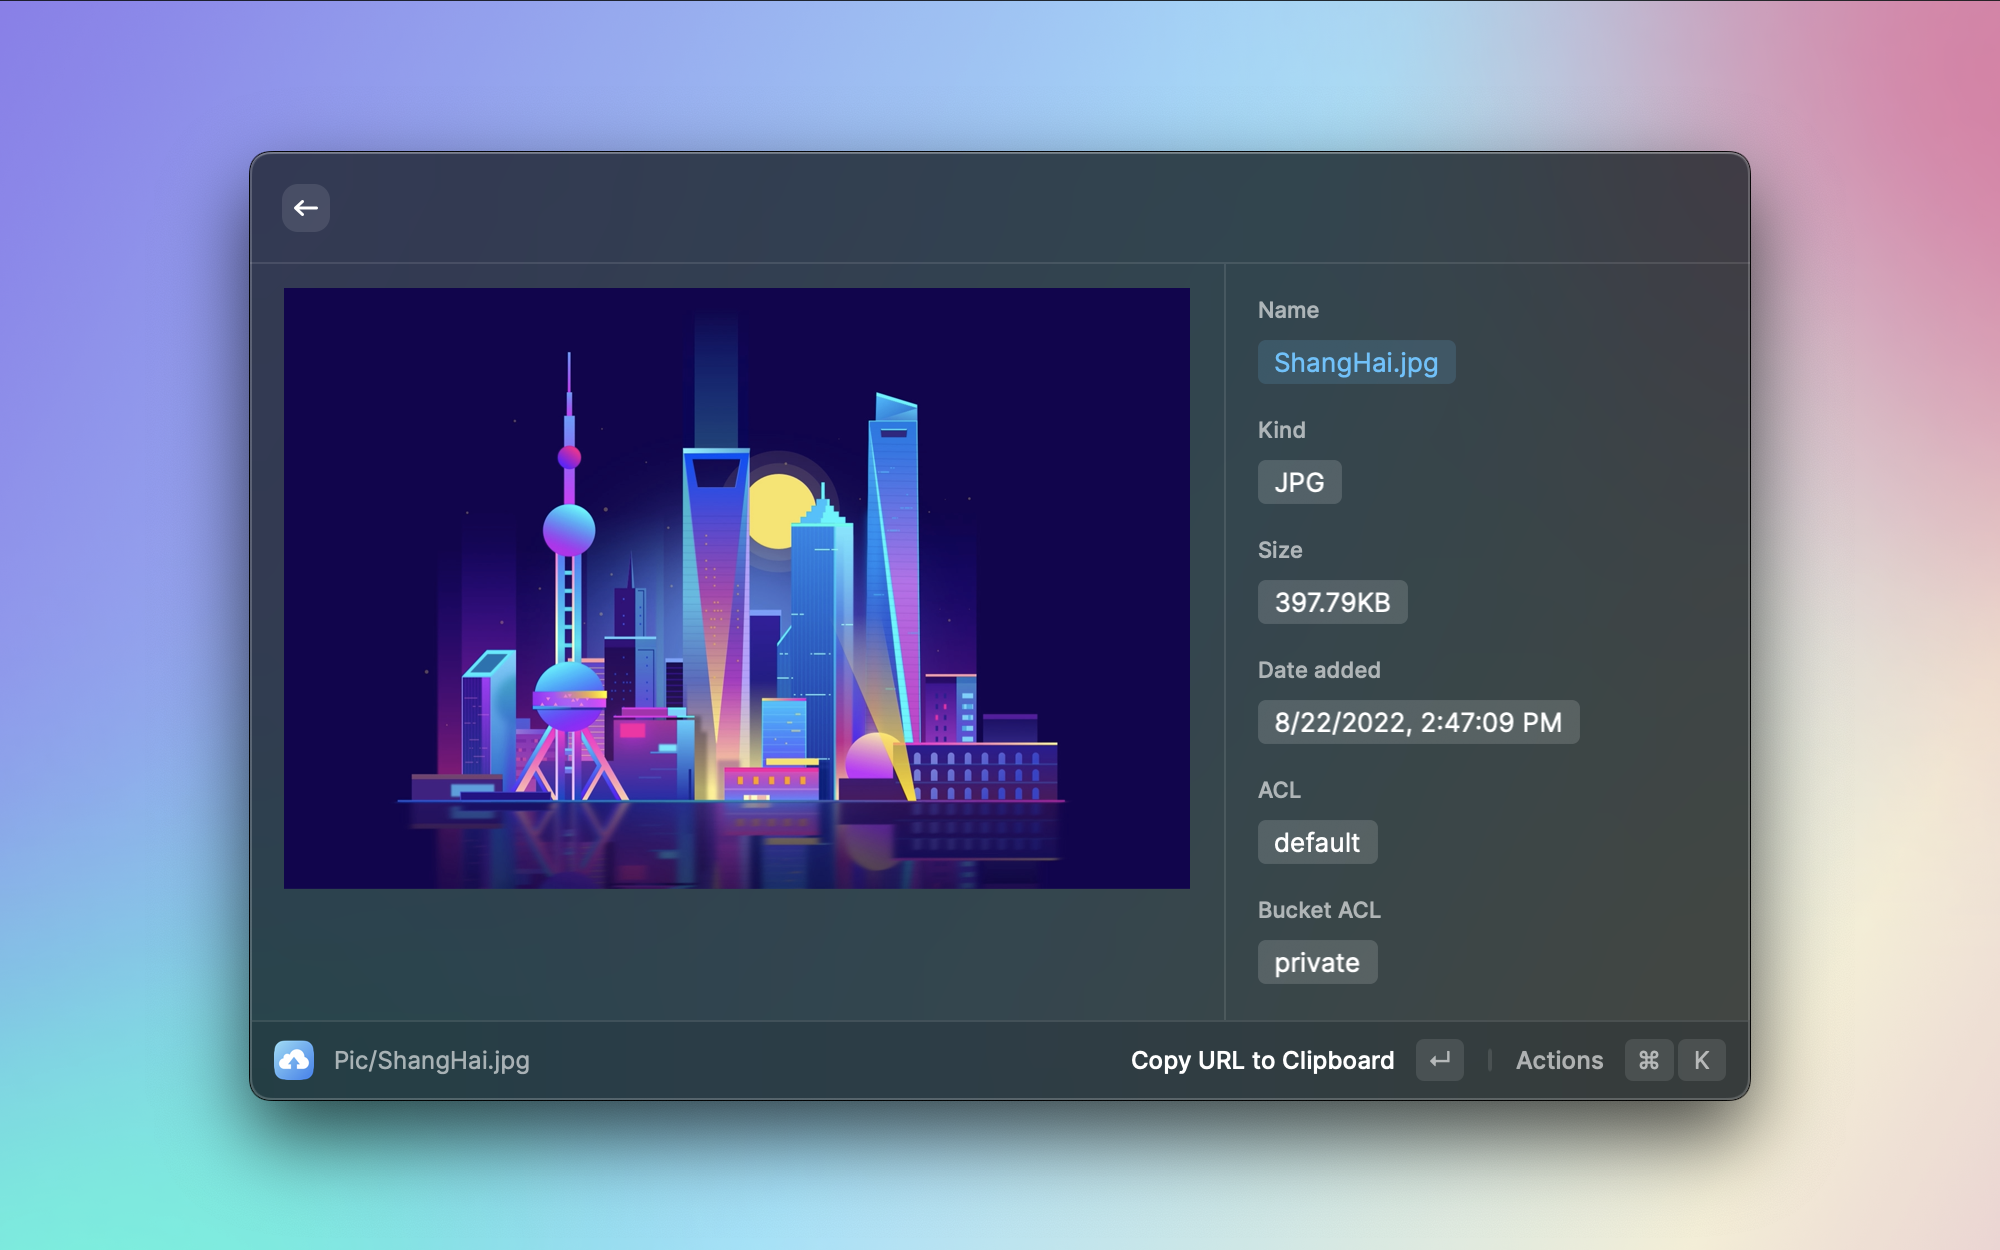 Name
ShangHai.jpg
Kind
JPG
Size
397.79KB
Date added
8/22/2022, 2:47:09 PM
ACL
default
Bucket ACL
private
Pic/ShangHai.jpg
Copy URL to Clipboard ↵ | Actions ⌘ K